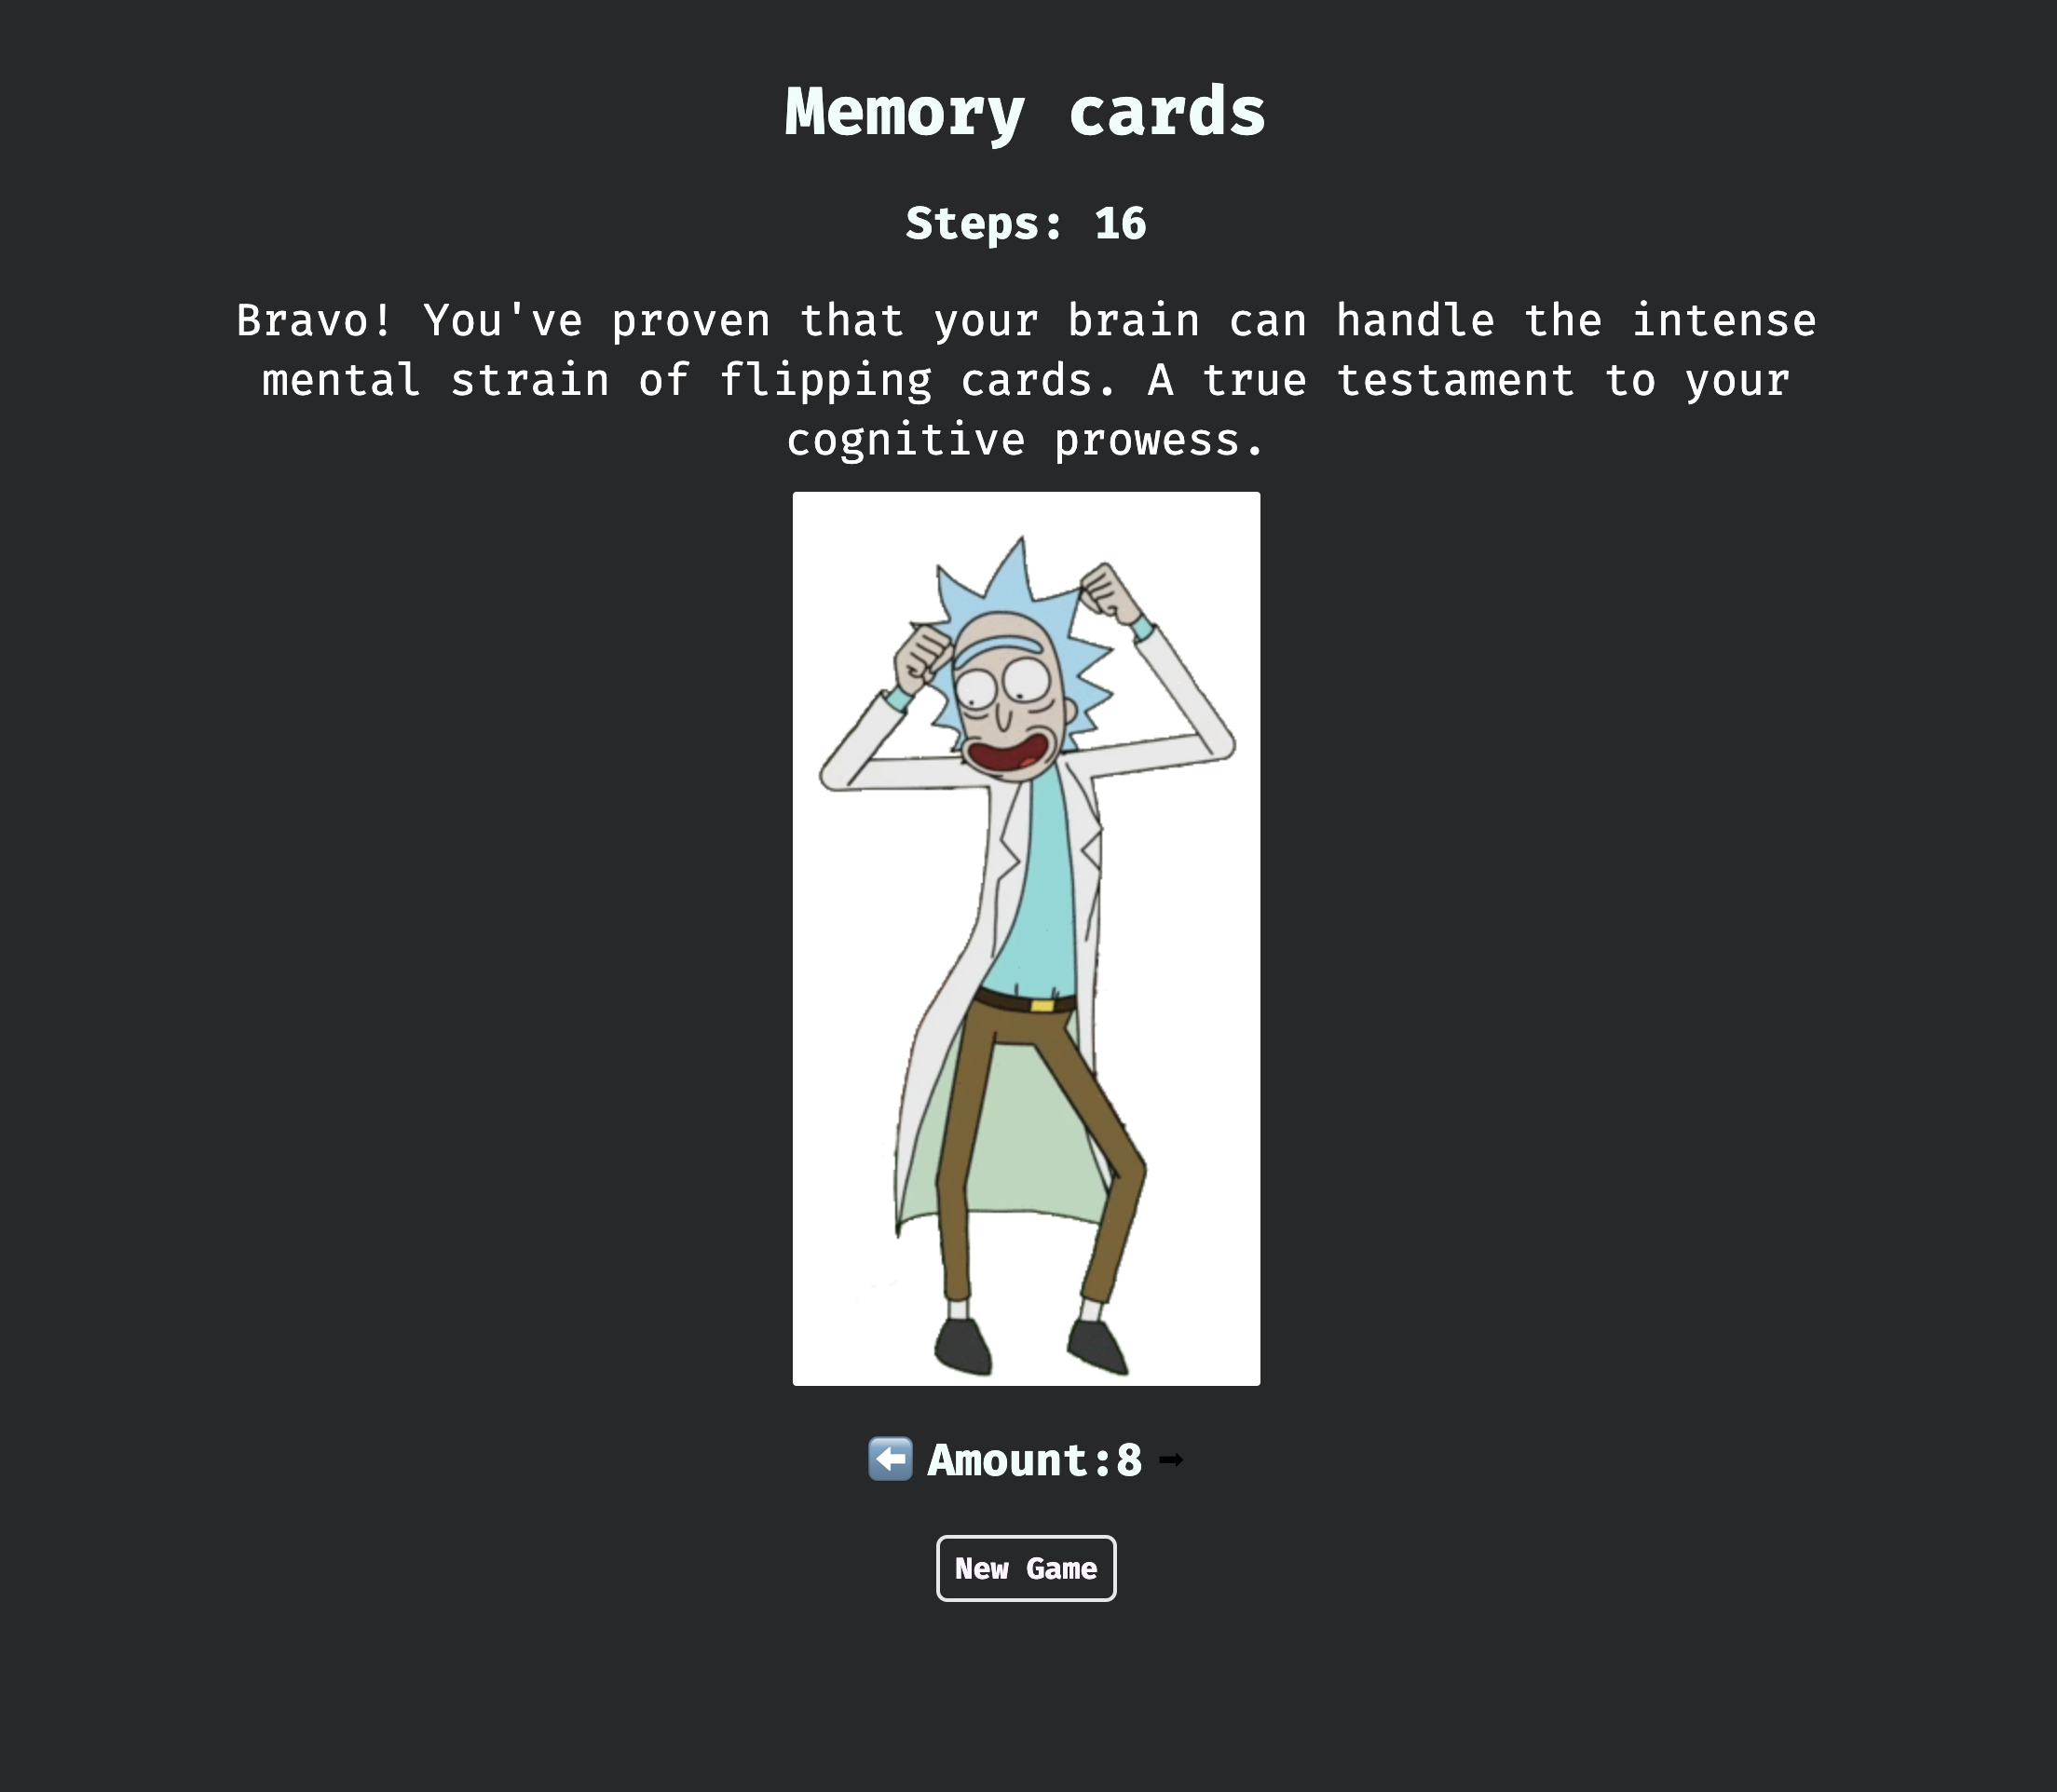 Memory cards
Steps: 16
Bravo! You've proven that your brain can handle the intense
mental strain of flipping cards. A true testament to your
cognitive prowess.
⬅️ Amount:8 ➡
New Game